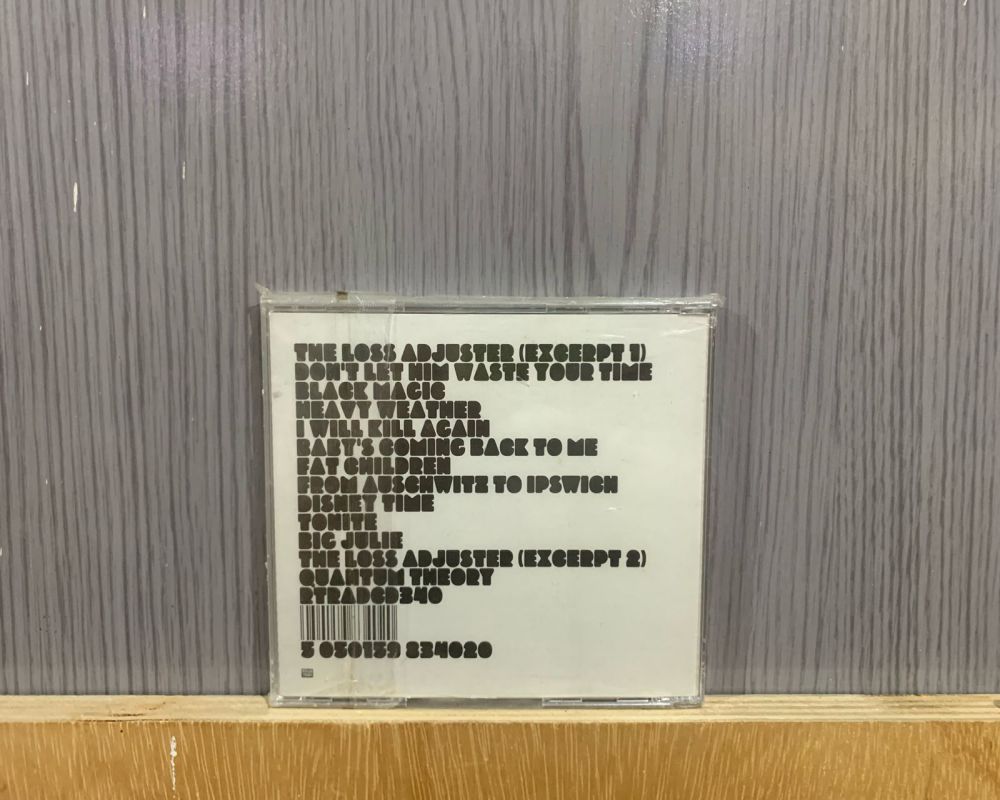 THE LOSS ADJUSTER (EXCERPT 1)
DON'T LET HIM WASTE YOUR TIME
BLACK MAGIC
HEAVY WEATHER
I WILL KILL AGAIN
BABY'S COMING BACK TO ME
FAT CHILDREN
FROM AUSCHWITZ TO IPSWICH
DISNEY TIME
TONITE
BIG JULIE
THE LOSS ADJUSTER (EXCERPT 2)
QUANTUM THEORY
RTRADCD340
5 050159 834020